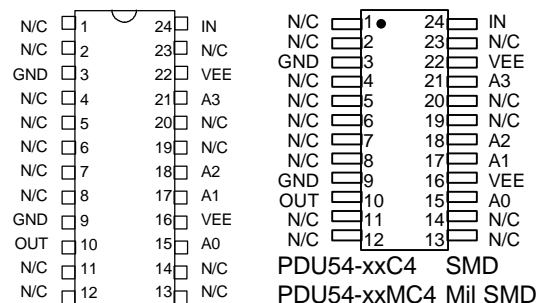 N/C 1 24 IN
N/C 2 23 N/C
GND 3 22 VEE
N/C 4 21 A3
N/C 5 20 N/C
N/C 6 19 N/C
N/C 7 18 A2
N/C 8 17 A1
GND 9 16 VEE
OUT 10 15 A0
N/C 11 14 N/C
N/C 12 13 N/C
N/C 1 24 IN
N/C 2 23 N/C
GND 3 22 VEE
N/C 4 21 A3
N/C 5 20 N/C
N/C 6 19 N/C
N/C 7 18 A2
N/C 8 17 A1
GND 9 16 VEE
OUT 10 15 A0
N/C 11 14 N/C
N/C 12 13 N/C
PDU54-xxC4 SMD
PDU54-xxMC4 Mil SMD